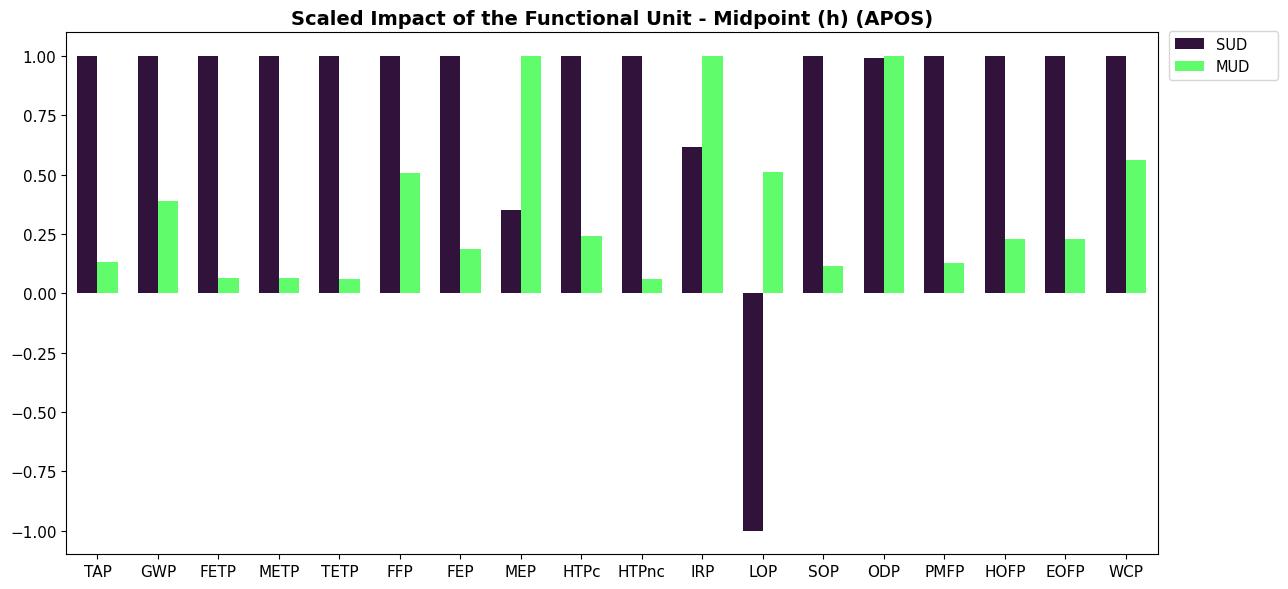 Scaled Impact of the Functional Unit - Midpoint (h) (APOS)
SUD
MUD
1.00
0.75
0.50
0.25
0.00
−0.25
−0.50
−0.75
−1.00
TAP GWP FETP METP TETP FFP FEP MEP HTPc HTPnc IRP LOP SOP ODP PMFP HOFP EOFP WCP